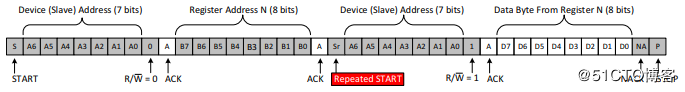 Device (Slave) Address (7 bits) Register Address N (8 bits) Device (Slave) Address (7 bits) Data Byte From Register N (8 bits)
S A6 A5 A4 A3 A2 A1 A0 0 A B7 B6 B5 B4 B3 B2 B1 B0 A Sr A6 A5 A4 A3 A2 A1 A0 1 A D7 D6 D5 D4 D3 D2 D1 D0 NA P
START R/W̅ = 0 ACK ACK Repeated START R/W̅ = 1 ACK NACK STOP
@51CTO博客